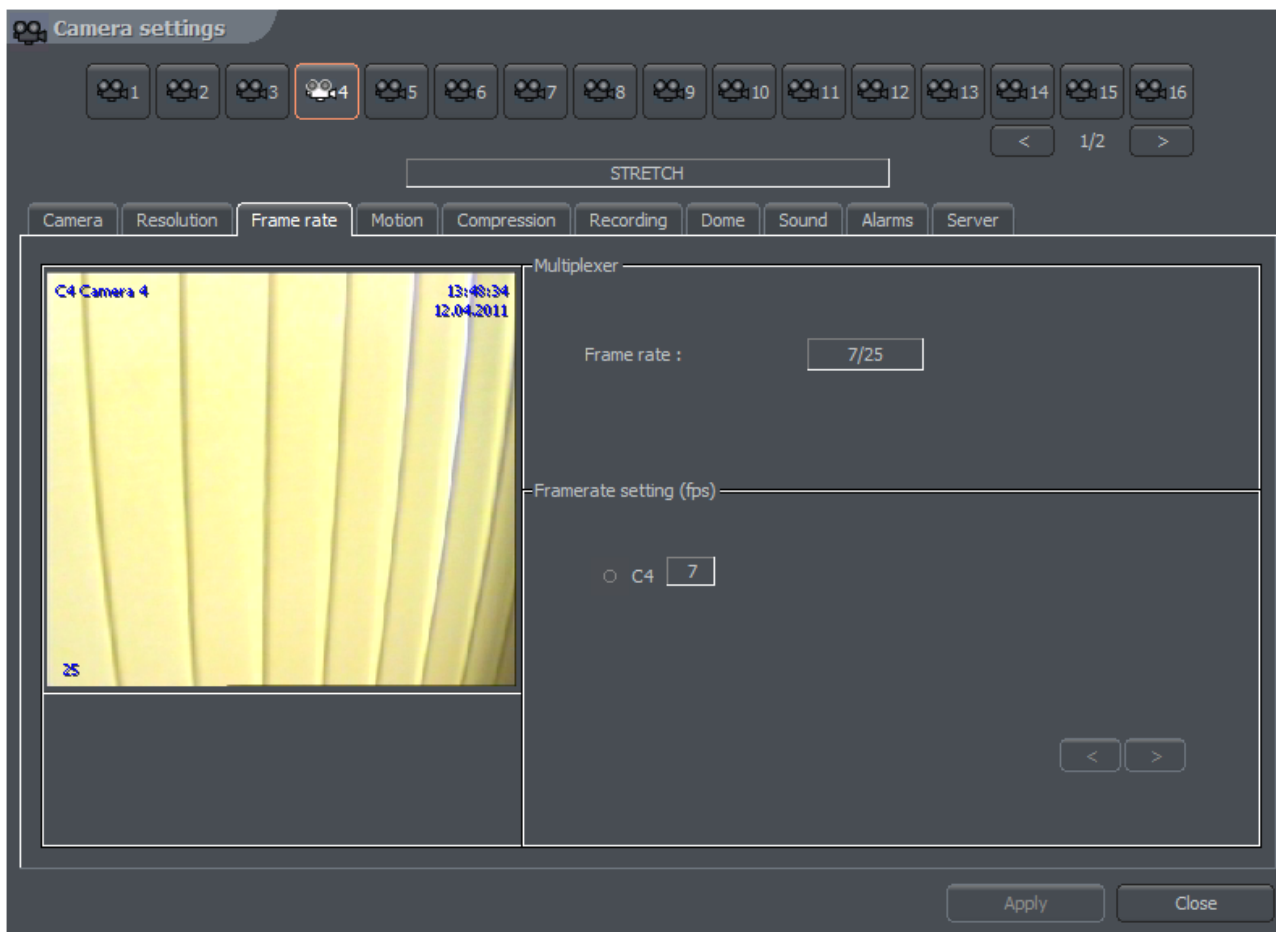 Camera settings
1 2 3 4 5 6 7 8 9 10 11 12 13 14 15 16
< 1/2 >
STRETCH
Camera Resolution Frame rate Motion Compression Recording Dome Sound Alarms Server
C4 Camera 4
13:48:34
12.04.2011
25
Multiplexer
Frame rate : 7/25
Framerate setting (fps)
C4 7
< >
Apply Close